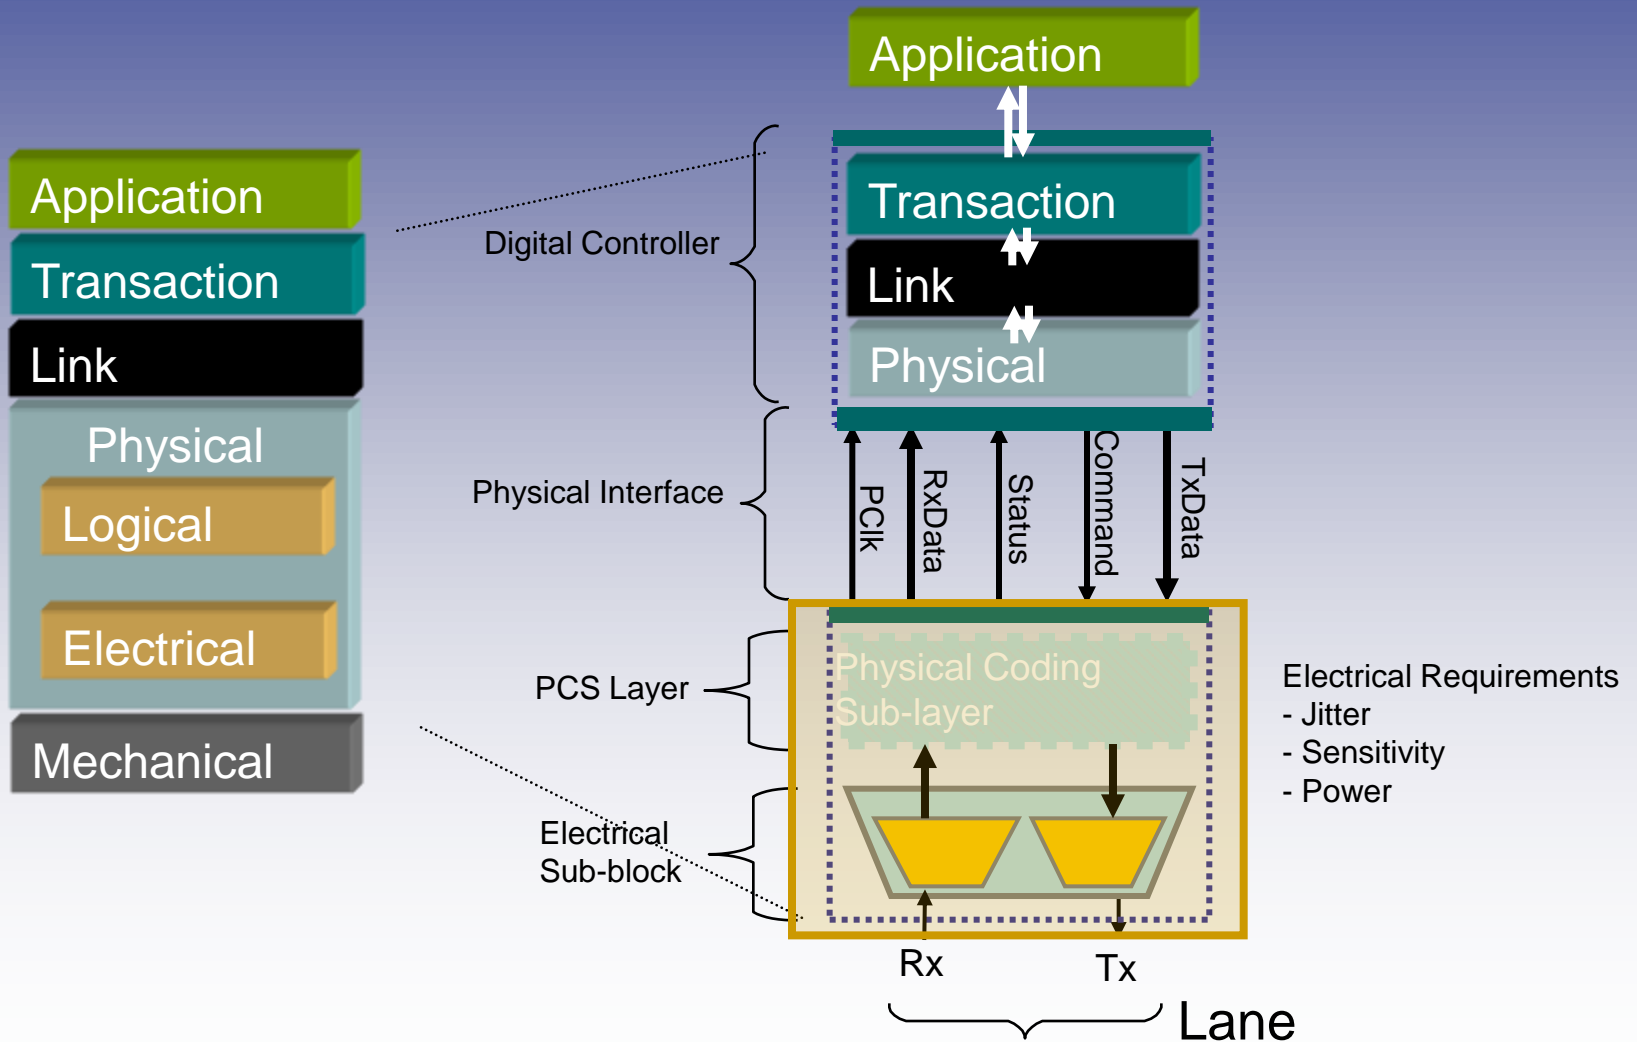 Application
Transaction
Link
Physical
Logical
Electrical
Mechanical
Digital Controller
Physical Interface
PCS Layer
Electrical
Sub-block
Application
Transaction
Link
Physical
PClk
RxData
Status
Command
TxData
Physical Coding
Sub-layer
Rx
Tx
Lane
Electrical Requirements
- Jitter
- Sensitivity
- Power